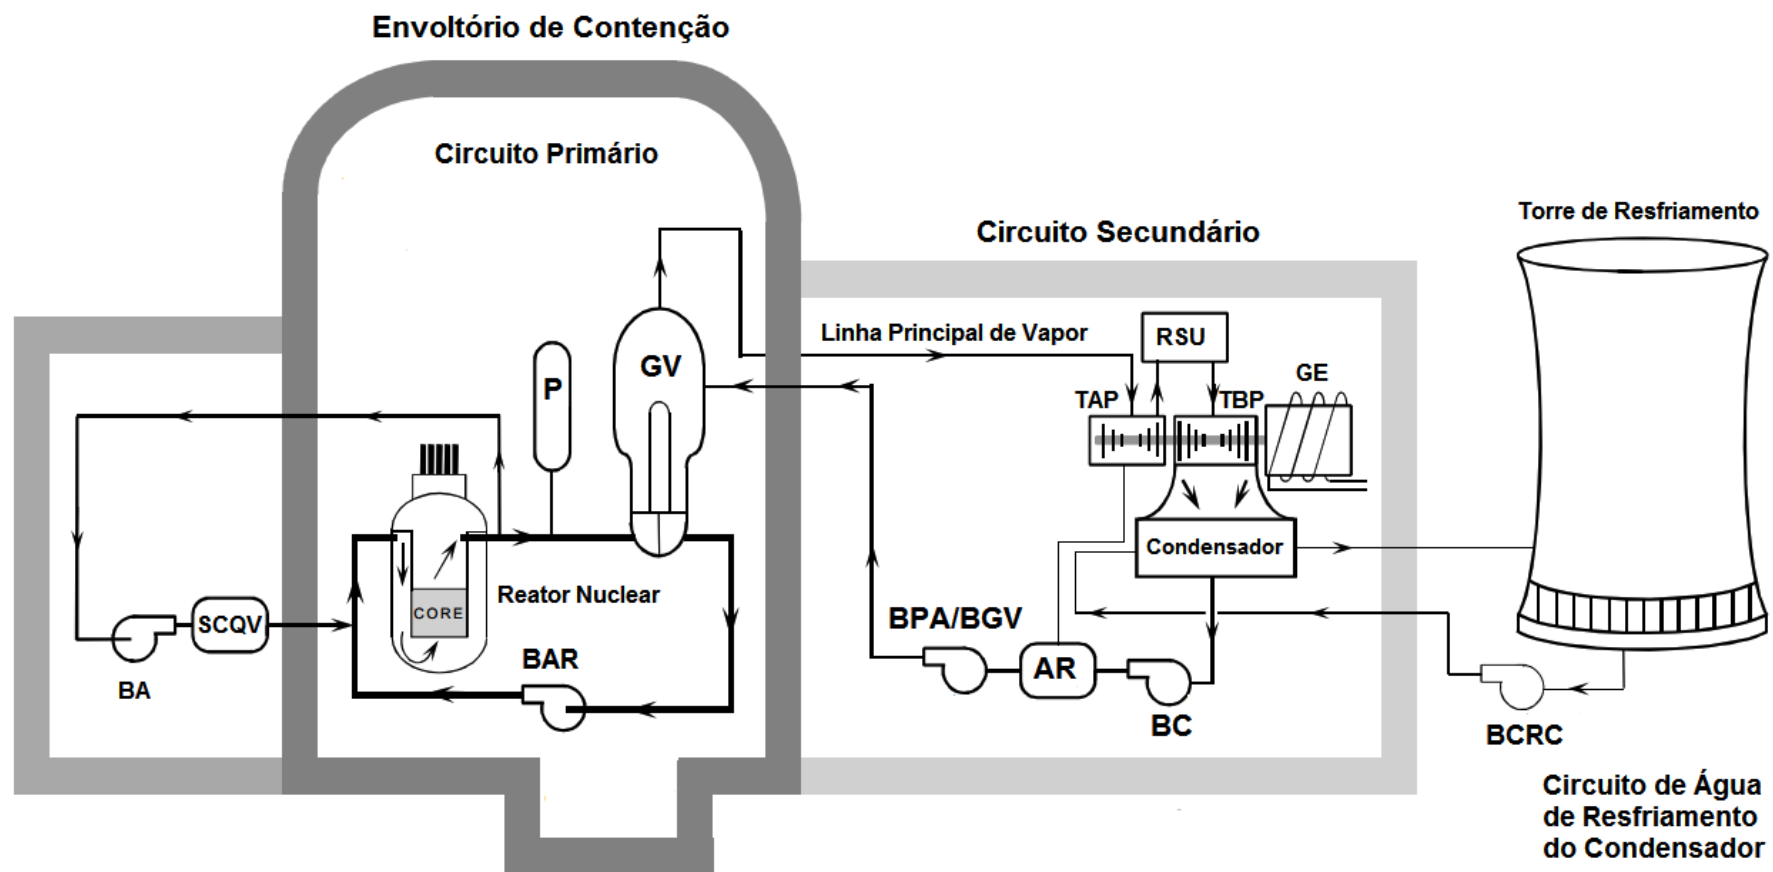 Envoltório de Contenção
Circuito Primário
Torre de Resfriamento
Circuito Secundário
Linha Principal de Vapor
RSU
GV
P
GE
TAP
TBP
Condensador
Reator Nuclear
CORE
SCQV
BPA/BGV
BAR
AR
BA
BC
BCRC
Circuito de Água
de Resfriamento
do Condensador